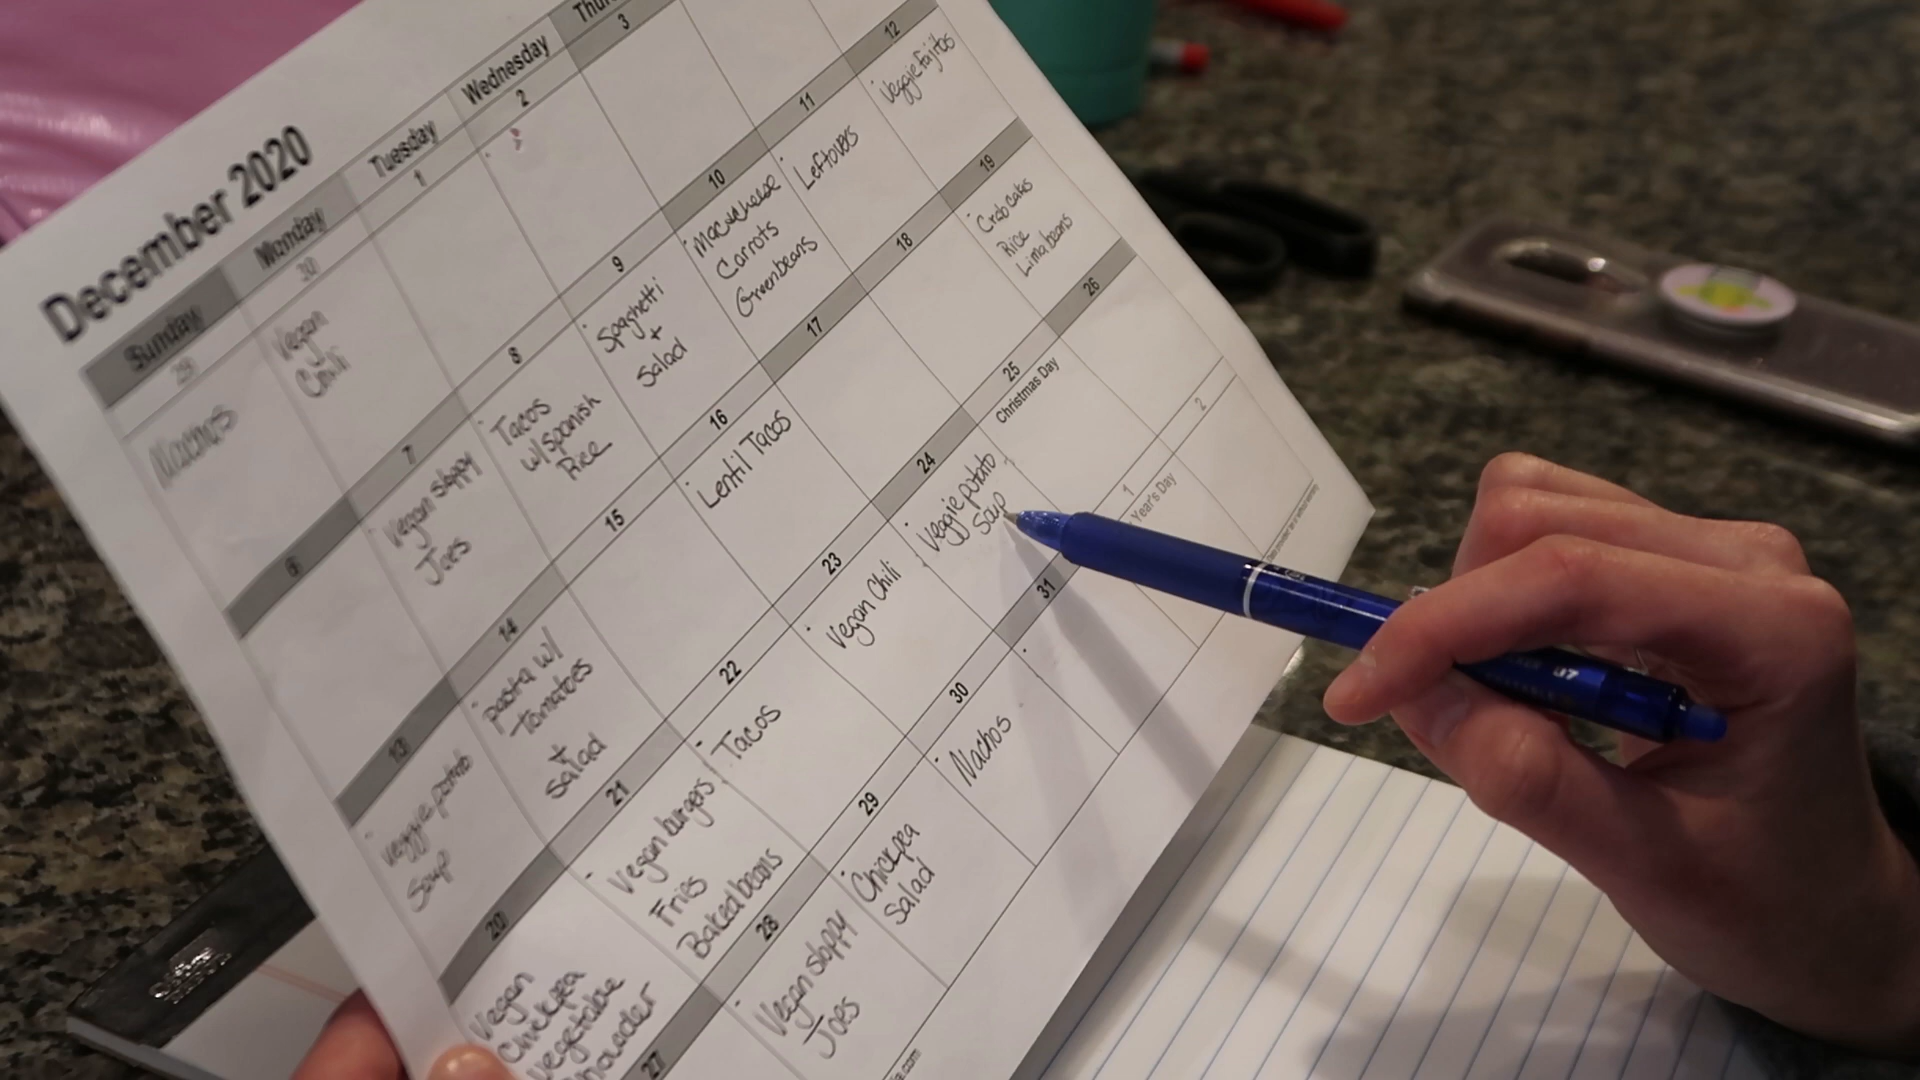 December 2020
Sunday
Monday
Tuesday
Wednesday
29
Nachos
30
Vegan
Chili
1
2
3
6
7
Vegan sloppy
Joes
8
Tacos
w/spanish
Rice
9
Spaghetti
+
Salad
10
Mac&cheese
Carrots
Greenbeans
11
Leftovers
12
Veggie fajitas
13
Veggie potato
Soup
14
pasta w/
tomatoes
+
salad
15
16
Lentil Tacos
17
18
19
Crab cakes
Rice
Lima beans
20
Vegan
Chickpea
vegetable
chowder
21
Vegan burgers
Fries
Baked beans
22
Tacos
23
Vegan Chili
24
Veggie potato
Soup
25
Christmas Day
26
27
28
Vegan sloppy
Joes
29
Chickpea
Salad
30
Nachos
31
1
Year's Day
2
07